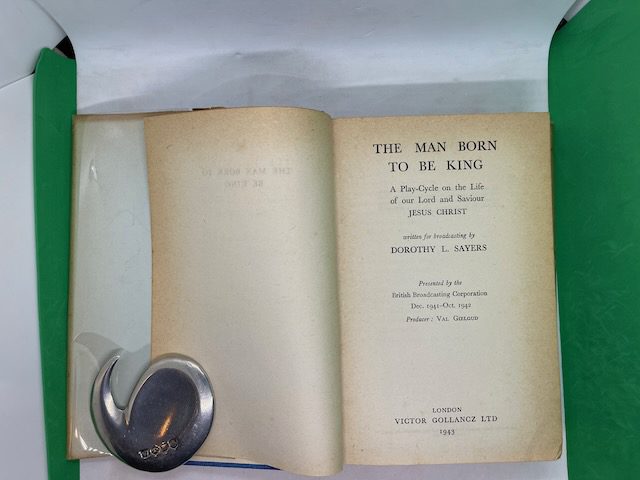 THE MAN BORN
TO BE KING
A Play-Cycle on the Life
of our Lord and Saviour
JESUS CHRIST
written for broadcasting by
DOROTHY L. SAYERS
Presented by the
British Broadcasting Corporation
Dec. 1941–Oct. 1942
Producer: VAL GIELGUD
LONDON
VICTOR GOLLANCZ LTD
1943